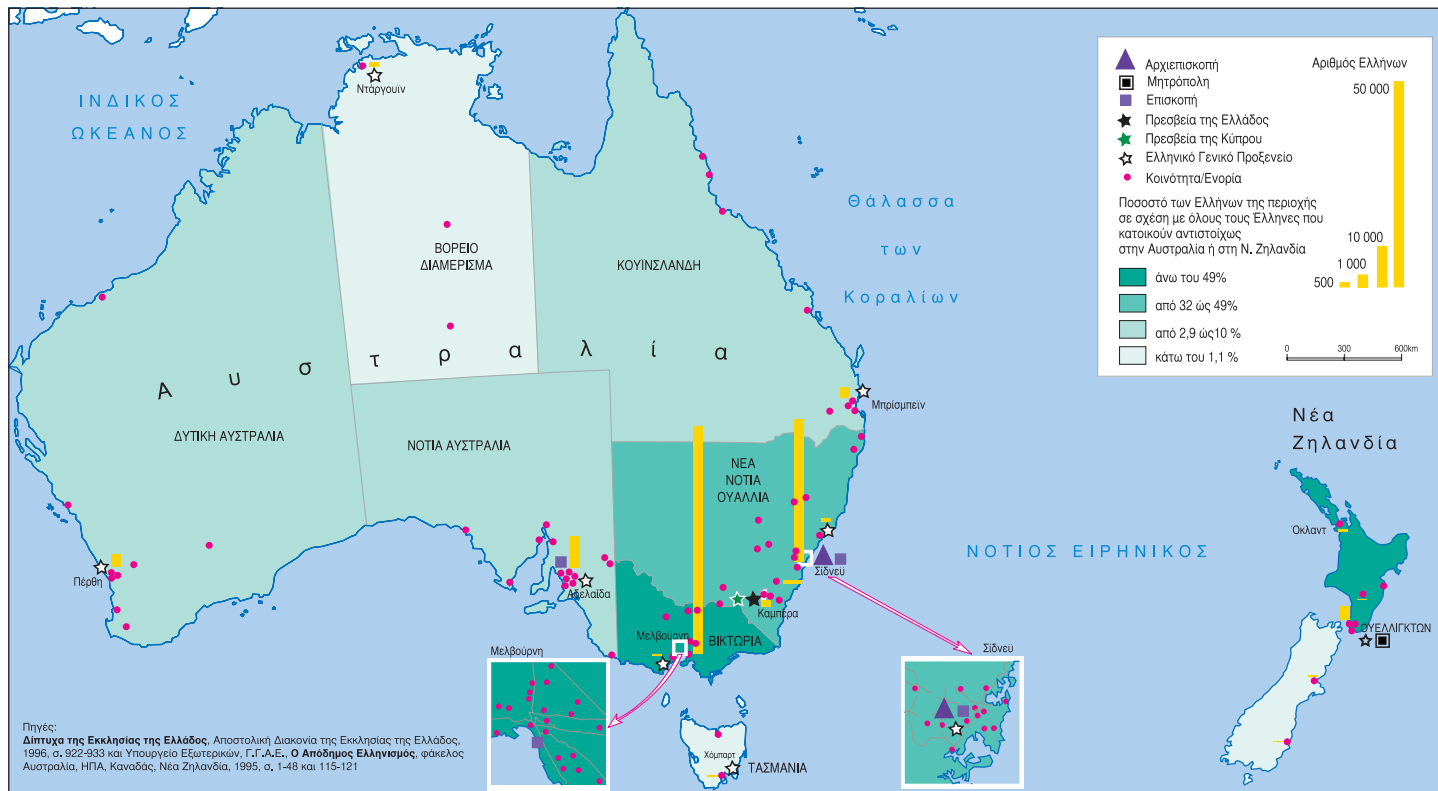 ΙΝΔΙΚΟΣ
ΩΚΕΑΝΟΣ
Ντάργουϊν
ΒΟΡΕΙΟ
ΔΙΑΜΕΡΙΣΜΑ
ΚΟΥΪΝΣΛΑΝΔΗ
Θάλασσα
των
Κοραλίων
Αυστραλία
ΔΥΤΙΚΗ ΑΥΣΤΡΑΛΙΑ
ΝΟΤΙΑ ΑΥΣΤΡΑΛΙΑ
Μπρίσμπεϊν
ΝΕΑ
ΝΟΤΙΑ
ΟΥΑΛΛΙΑ
Πέρθη
Αδελαΐδα
Σίδνεϋ
Καμπέρα
Μελβούρνη
ΒΙΚΤΩΡΙΑ
ΝΟΤΙΟΣ ΕΙΡΗΝΙΚΟΣ
Νέα
Ζηλανδία
Όκλαντ
ΟΥΕΛΛΙΓΚΤΩΝ
Μελβούρνη
Σίδνεϋ
Χόμπαρτ
ΤΑΣΜΑΝΙΑ
Αρχιεπισκοπή
Μητρόπολη
Επισκοπή
Πρεσβεία της Ελλάδος
Πρεσβεία της Κύπρου
Ελληνικό Γενικό Προξενείο
Κοινότητα/Ενορία
Ποσοστό των Ελλήνων της περιοχής
σε σχέση με όλους τους Έλληνες που
κατοικούν αντιστοίχως
στην Αυστραλία ή στη Ν. Ζηλανδία
άνω του 49%
από 32 ώς 49%
από 2,9 ώς10 %
κάτω του 1,1 %
Αριθμός Ελλήνων
50 000
10 000
1 000
500
0 300 600km
Πηγές:
Δίπτυχα της Εκκλησίας της Ελλάδος, Αποστολική Διακονία της Εκκλησίας της Ελλάδος,
1996, σ. 922-933 και Υπουργείο Εξωτερικών, Γ.Γ.Α.Ε., Ο Απόδημος Ελληνισμός, φάκελος
Αυστραλία, ΗΠΑ, Καναδάς, Νέα Ζηλανδία, 1995, σ. 1-48 και 115-121